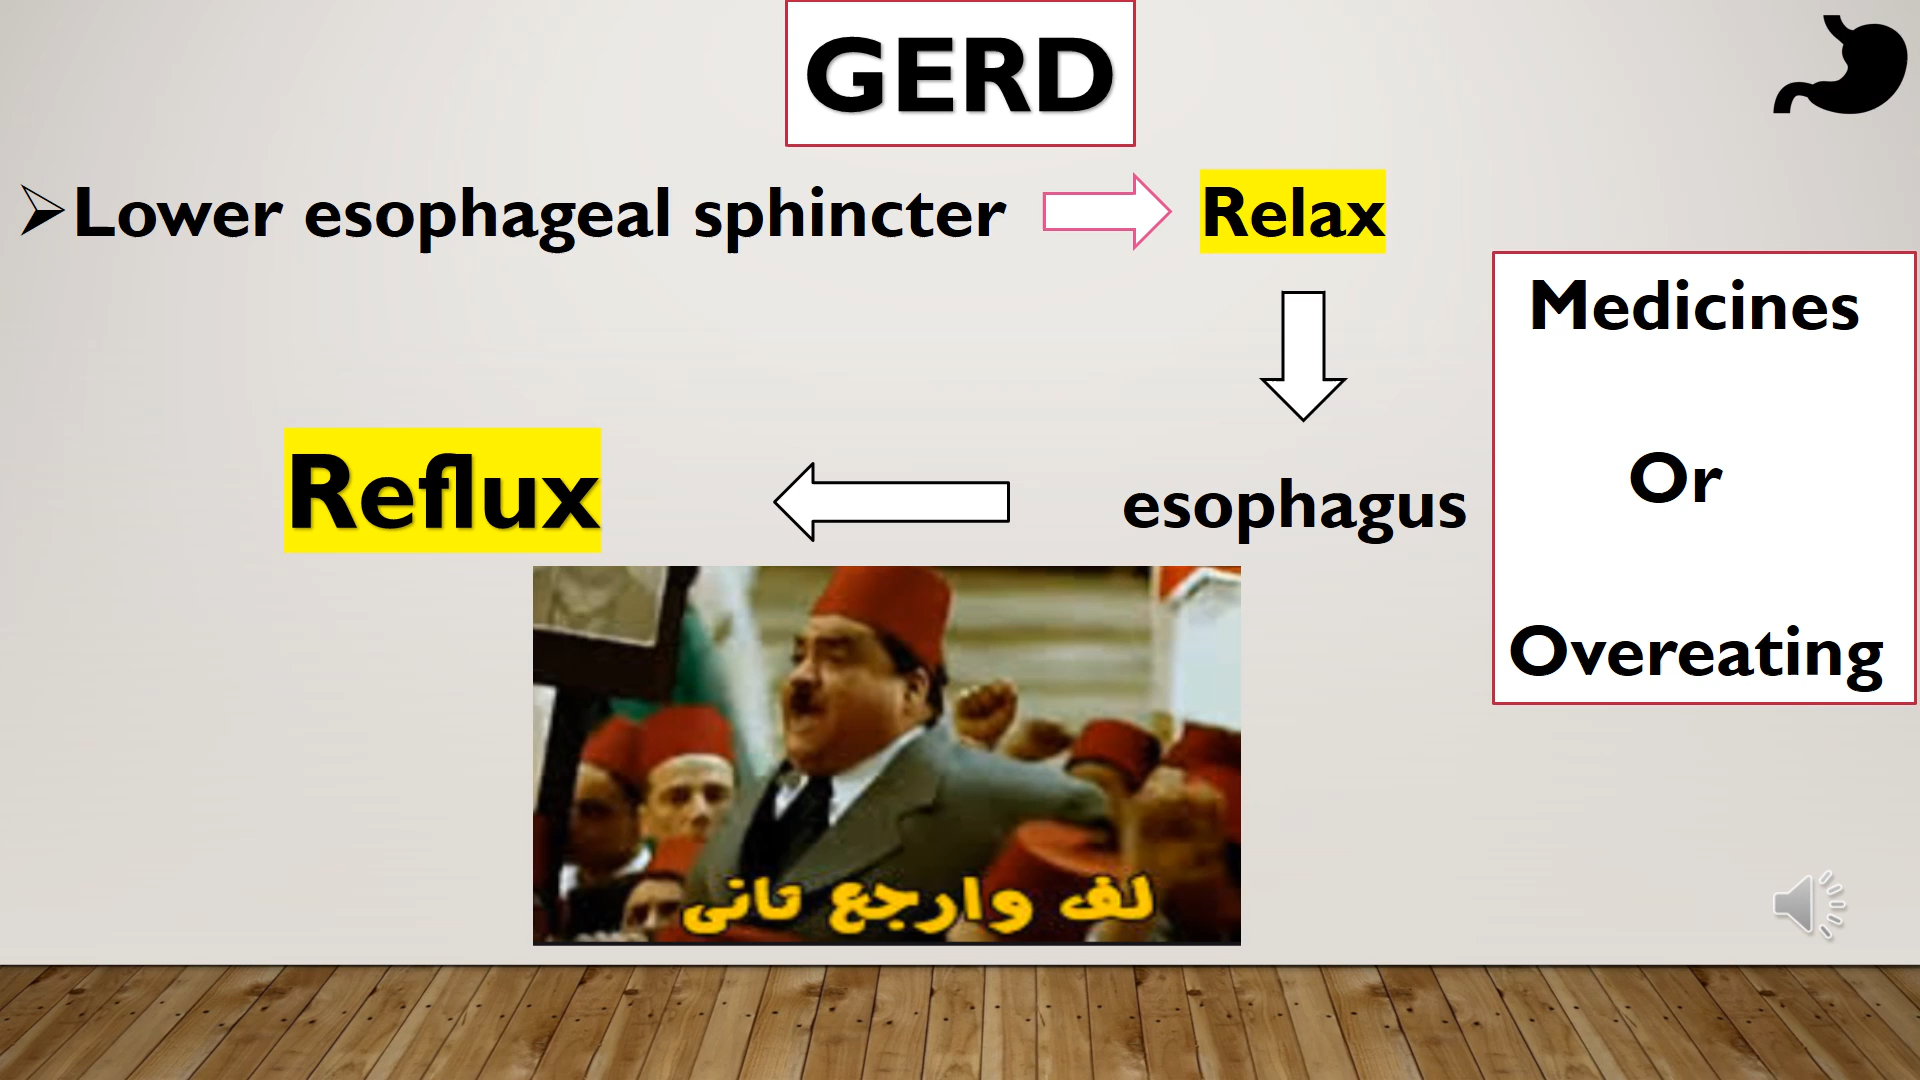 GERD
Lower esophageal sphincter
Relax
Medicines
Or
Overeating
esophagus
Reflux
لف وارجع تانى